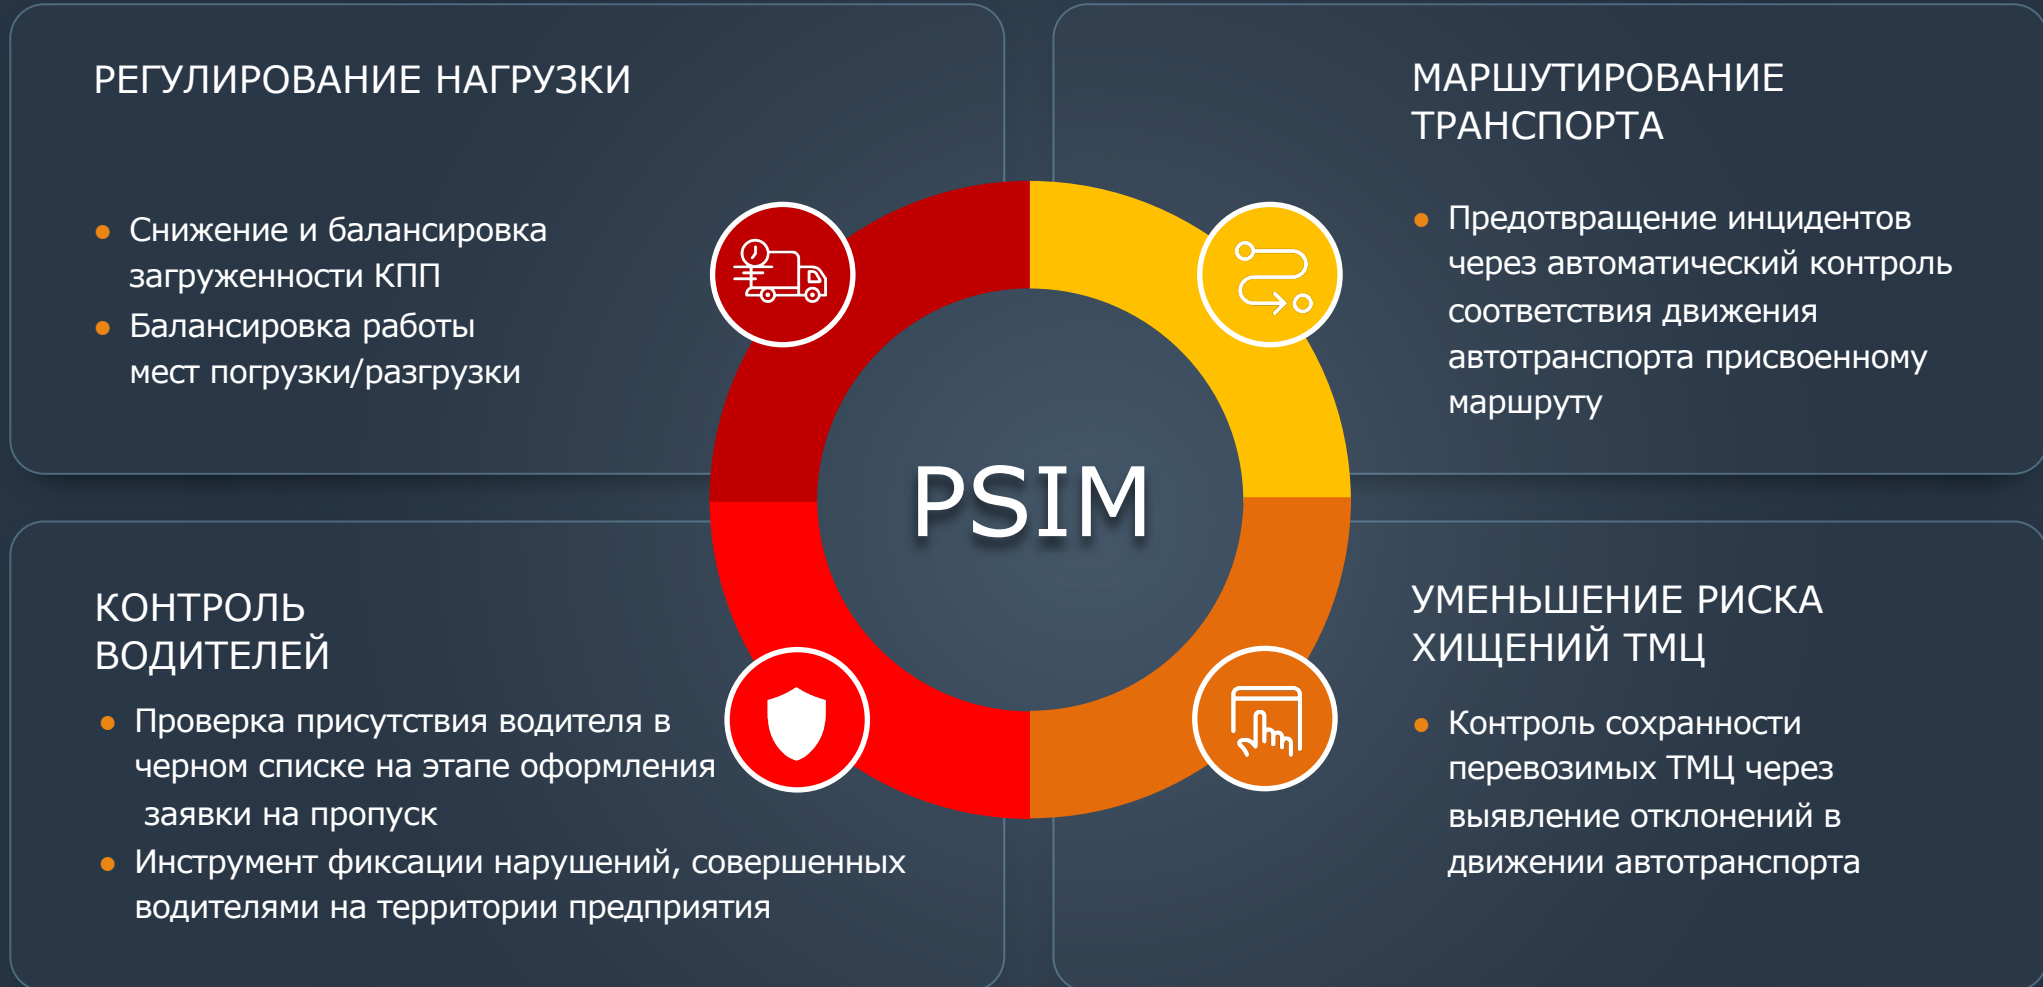 РЕГУЛИРОВАНИЕ НАГРУЗКИ
● Снижение и балансировка
загруженности КПП
● Балансировка работы
мест погрузки/разгрузки
МАРШУТИРОВАНИЕ
ТРАНСПОРТА
● Предотвращение инцидентов
через автоматический контроль
соответствия движения
автотранспорта присвоенному
маршруту
PSIM
КОНТРОЛЬ
ВОДИТЕЛЕЙ
● Проверка присутствия водителя в
черном списке на этапе оформления
заявки на пропуск
● Инструмент фиксации нарушений, совершенных
водителями на территории предприятия
УМЕНЬШЕНИЕ РИСКА
ХИЩЕНИЙ ТМЦ
● Контроль сохранности
перевозимых ТМЦ через
выявление отклонений в
движении автотранспорта